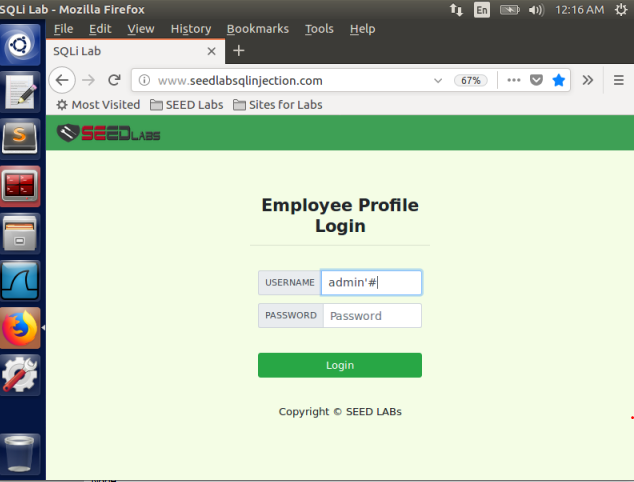 SQLi Lab - Mozilla Firefox En 12:16 AM
File Edit View History Bookmarks Tools Help
SQLi Lab × +
www.seedlabsqlinjection.com 67%
Most Visited SEED Labs Sites for Labs
SEEDLABS
Employee Profile
Login
USERNAME admin'#
PASSWORD Password
Login
Copyright © SEED LABs